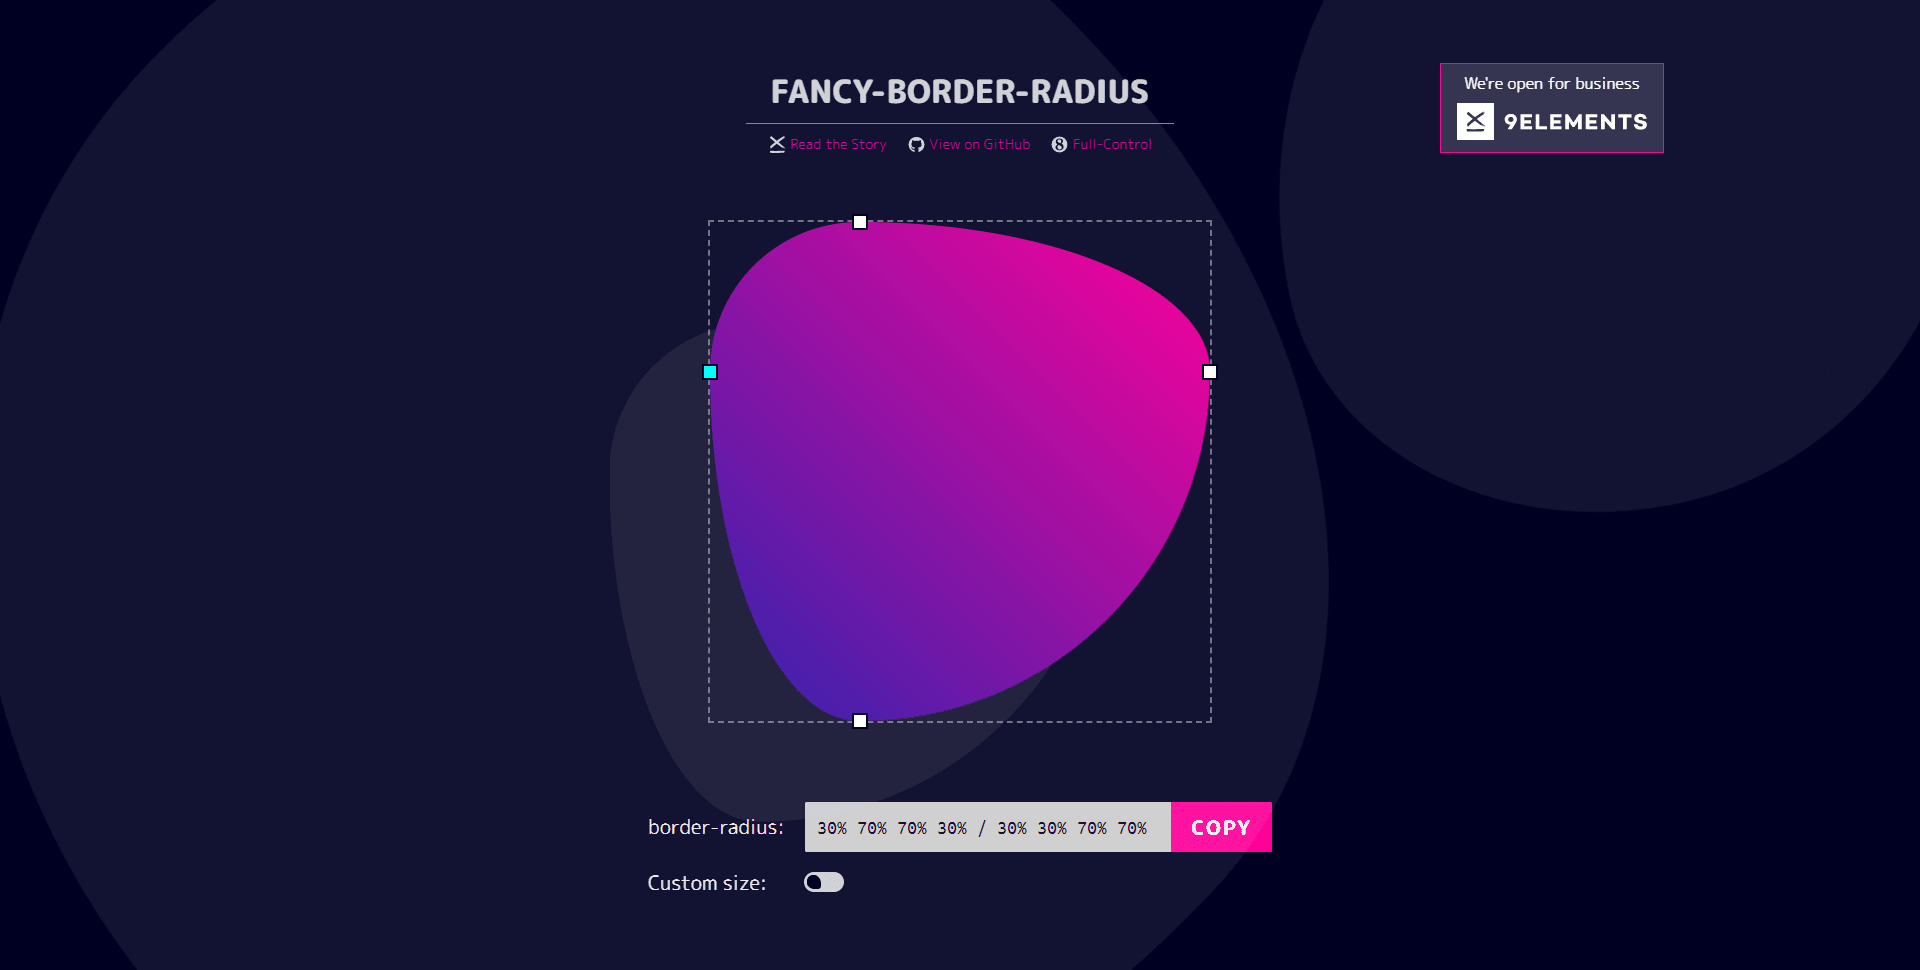 FANCY-BORDER-RADIUS
Read the Story View on GitHub 8 Full-Control
We're open for business
9ELEMENTS
border-radius: 30% 70% 70% 30% / 30% 30% 70% 70% COPY
Custom size: